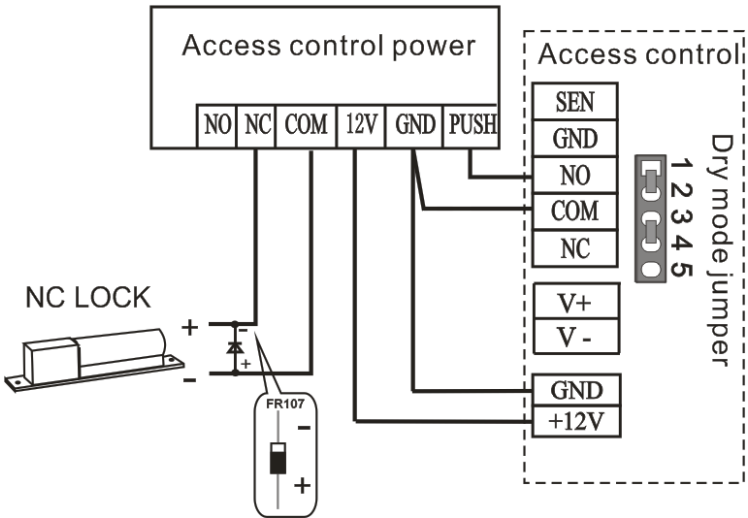 Access control power
NO NC COM 12V GND PUSH
Access control
SEN
GND
NO
COM
NC
V+
V -
GND
+12V
1 2 3 4 5
Dry mode jumper
NC LOCK
+
-
-
+
FR107
-
+